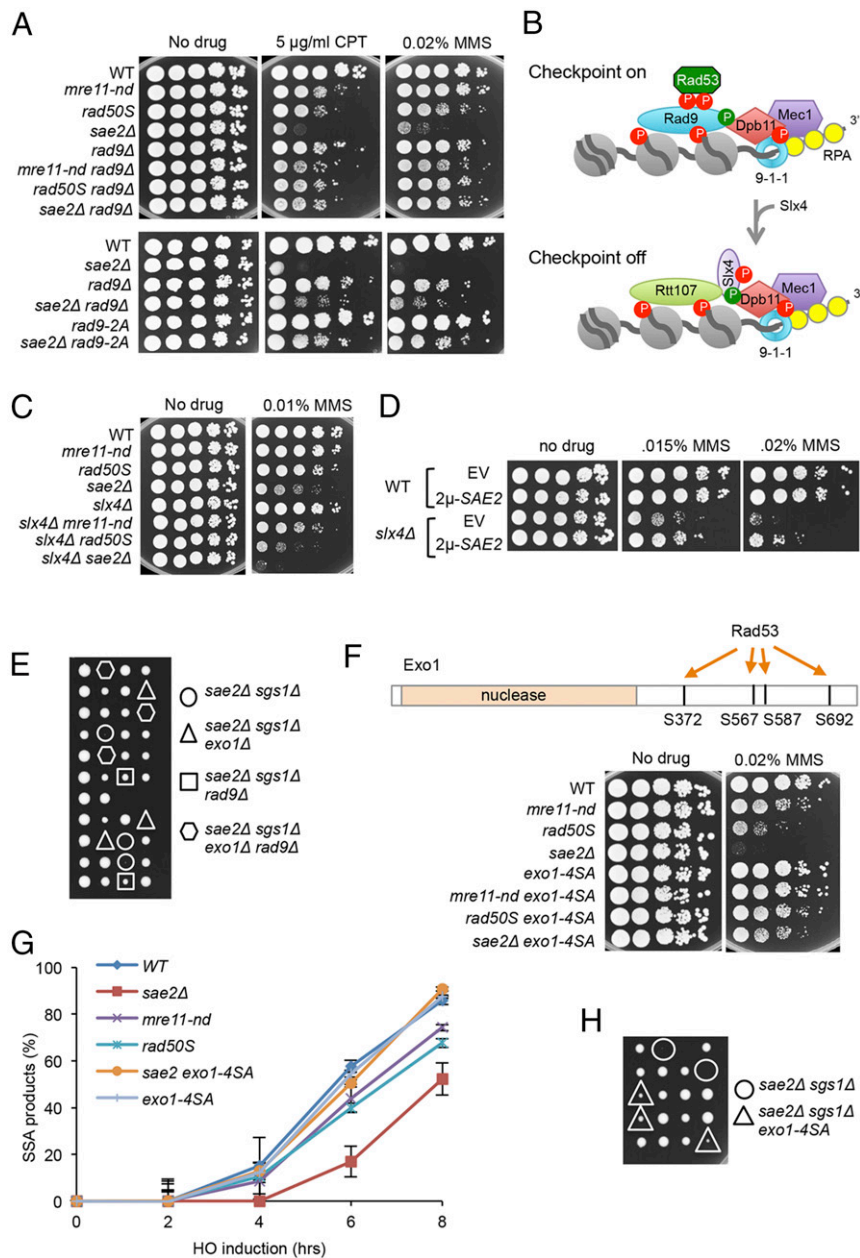 A
No drug
5 µg/ml CPT
0.02% MMS
WT
mre11-nd
rad50S
sae2Δ
rad9Δ
mre11-nd rad9Δ
rad50S rad9Δ
sae2Δ rad9Δ
WT
sae2Δ
rad9Δ
sae2Δ rad9Δ
rad9-2A
sae2Δ rad9-2A
B
Checkpoint on
Rad53
P
P
P
Rad9
Dpb11
Mec1
P
P
P
3'
RPA
9-1-1
Slx4
Checkpoint off
Slx4
P
Rtt107
P
Dpb11
Mec1
P
P
P
3'
9-1-1
C
No drug
0.01% MMS
WT
mre11-nd
rad50S
sae2Δ
slx4Δ
slx4Δ mre11-nd
slx4Δ rad50S
slx4Δ sae2Δ
D
no drug
.015% MMS
.02% MMS
WT
EV
2µ-SAE2
slx4Δ
EV
2µ-SAE2
E
sae2Δ sgs1Δ
sae2Δ sgs1Δ
exo1Δ
sae2Δ sgs1Δ
rad9Δ
sae2Δ sgs1Δ
exo1Δ rad9Δ
F
Rad53
Exo1
nuclease
S372
S567
S587
S692
No drug
0.02% MMS
WT
mre11-nd
rad50S
sae2Δ
exo1-4SA
mre11-nd exo1-4SA
rad50S exo1-4SA
sae2Δ exo1-4SA
G
100
80
60
40
20
0
SSA products (%)
WT
sae2Δ
mre11-nd
rad50S
sae2 exo1-4SA
exo1-4SA
0
2
4
6
8
HO induction (hrs)
H
sae2Δ sgs1Δ
sae2Δ sgs1Δ
exo1-4SA